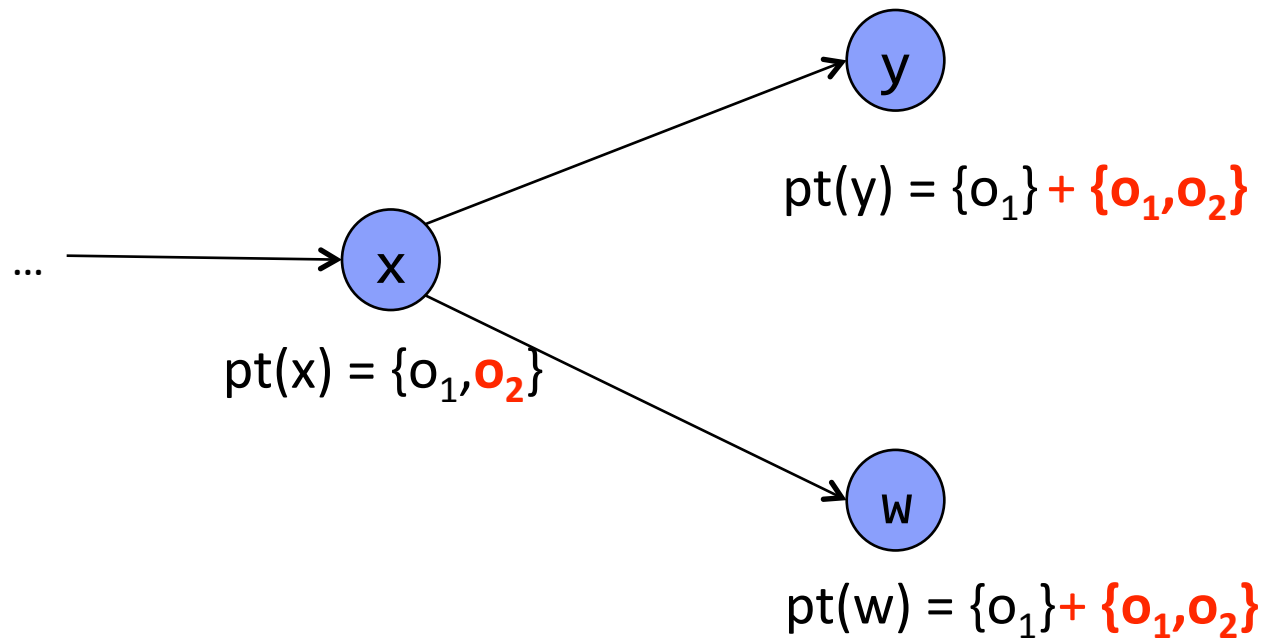 y
pt(y) = {o₁} + {o₁,o₂}
... x
pt(x) = {o₁,o₂}
w
pt(w) = {o₁}+ {o₁,o₂}